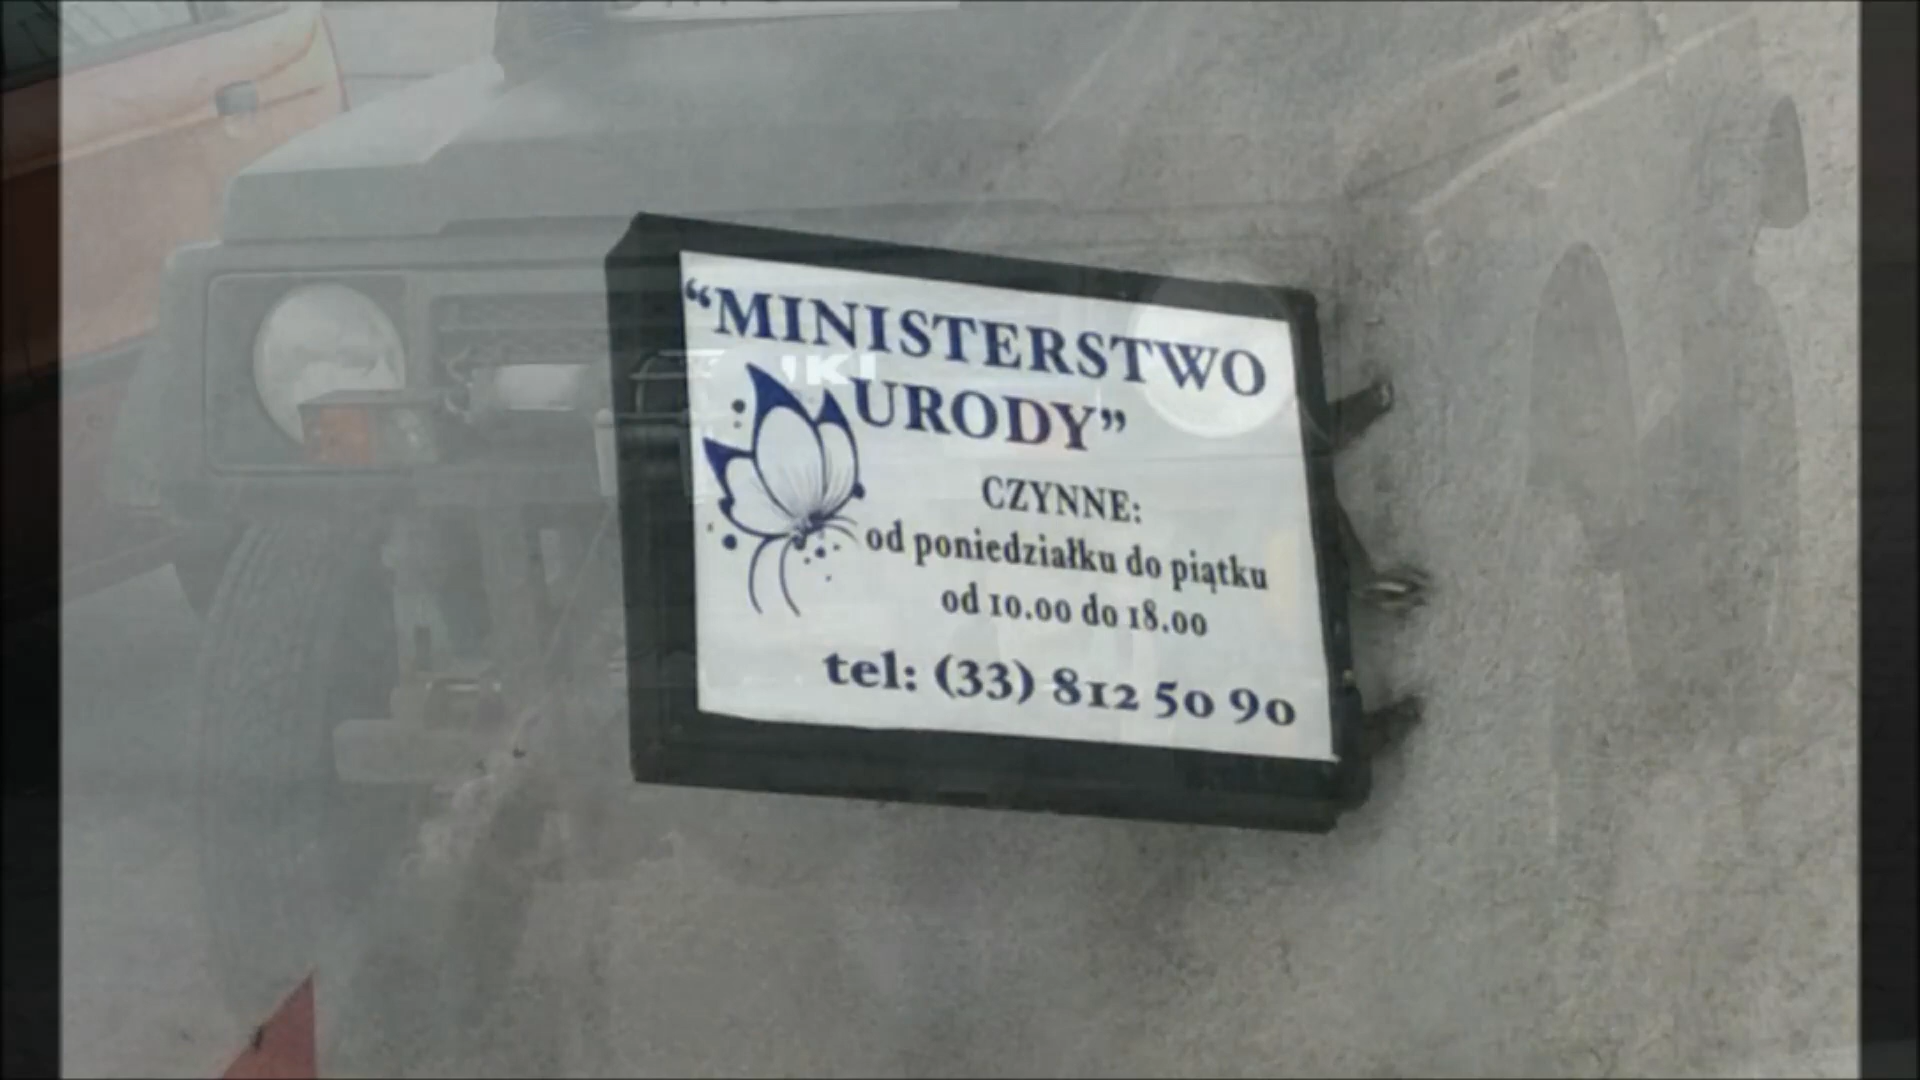 “MINISTERSTWO
URODY”
CZYNNE:
od poniedziałku do piątku
od 10.00 do 18.00
tel: (33) 812 50 90